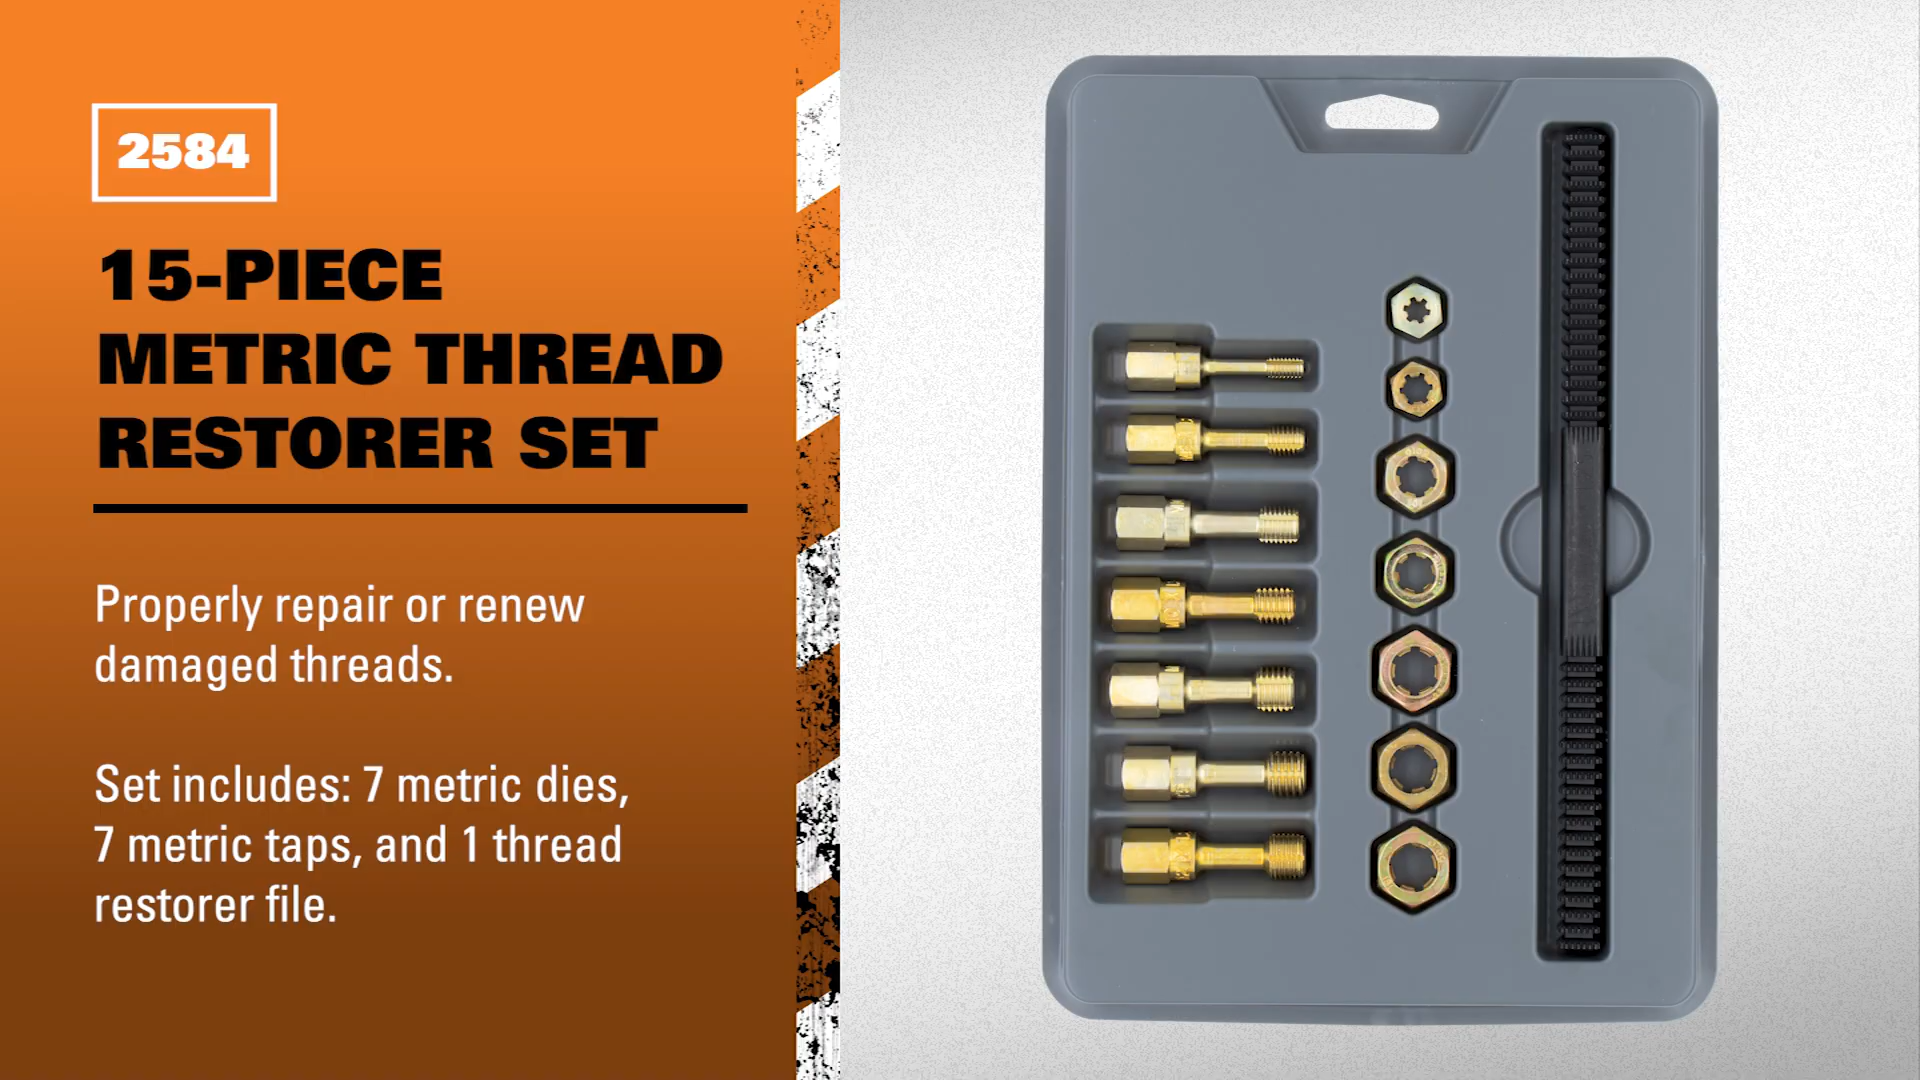 2584
15-PIECE
METRIC THREAD
RESTORER SET
Properly repair or renew
damaged threads.
Set includes: 7 metric dies,
7 metric taps, and 1 thread
restorer file.